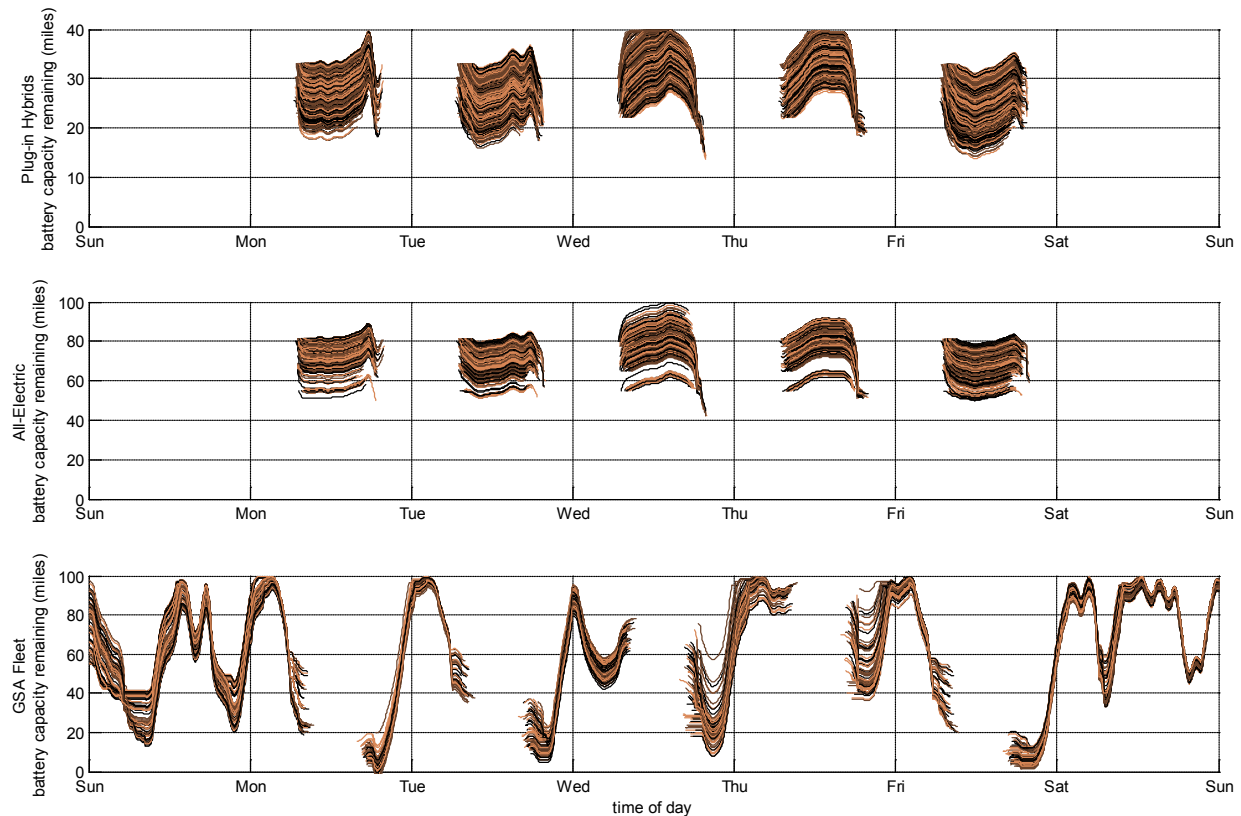 Plug-in Hybrids
battery capacity remaining (miles)
40
30
20
10
0
Sun Mon Tue Wed Thu Fri Sat Sun
All-Electric
battery capacity remaining (miles)
100
80
60
40
20
0
Sun Mon Tue Wed Thu Fri Sat Sun
GSA Fleet
battery capacity remaining (miles)
100
80
60
40
20
0
Sun Mon Tue Wed Thu Fri Sat Sun
time of day